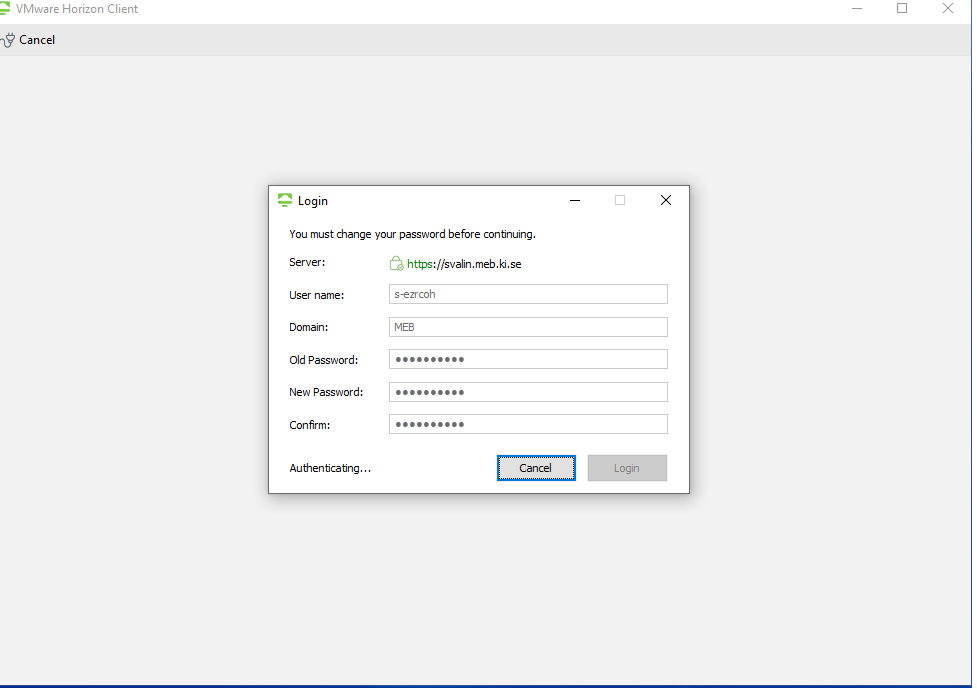 VMware Horizon Client
Cancel
Login
You must change your password before continuing.
Server: https://svalin.meb.ki.se
User name: s-ezrcoh
Domain: MEB
Old Password: ●●●●●●●●●●
New Password: ●●●●●●●●●●
Confirm: ●●●●●●●●●●
Authenticating... Cancel Login